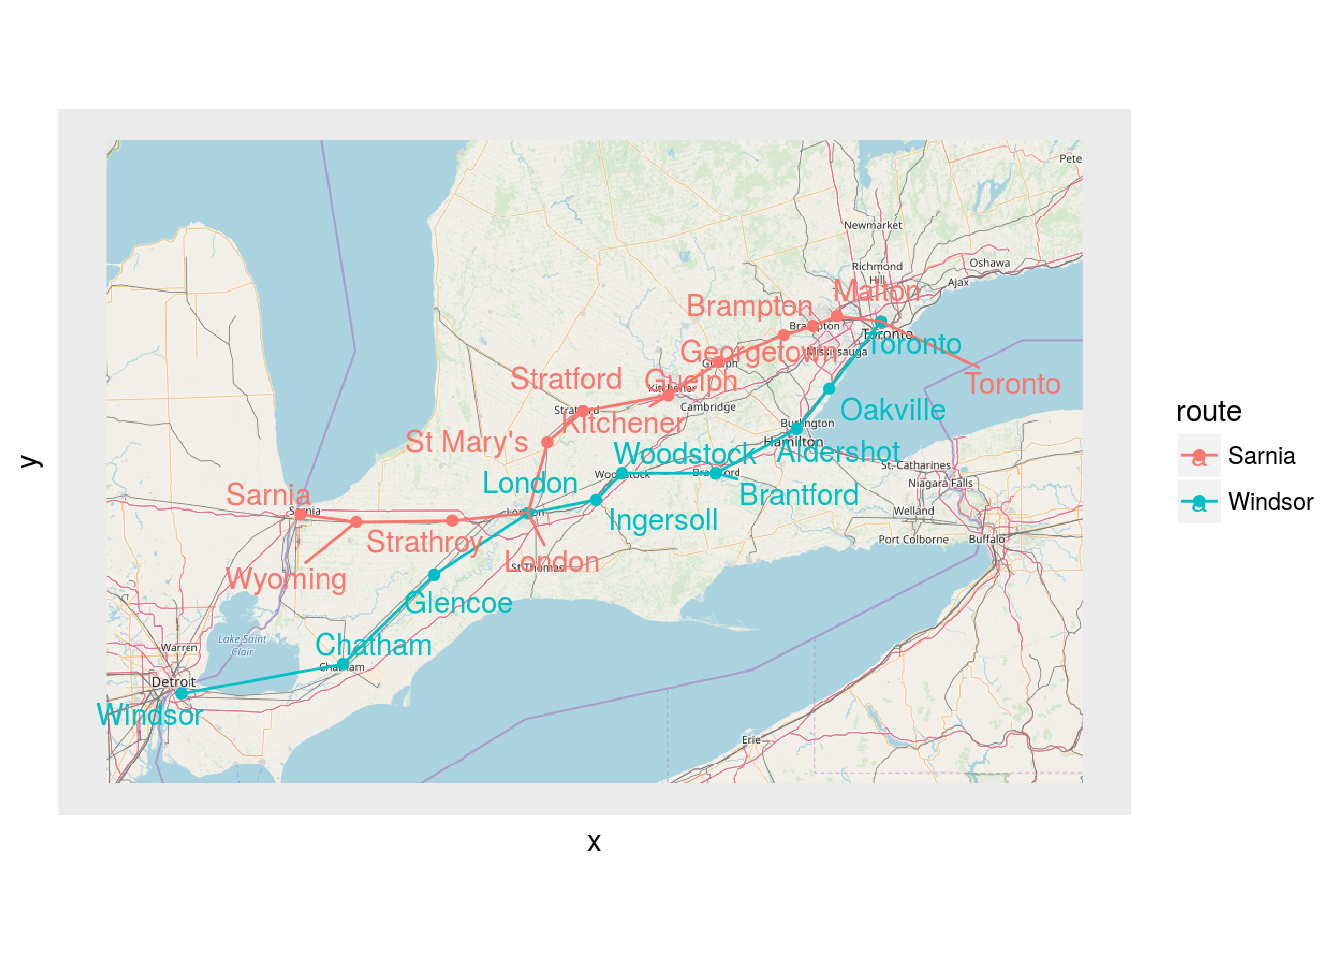 y
Pete
Newmarket
Richmond
Hill
Oshawa
Ajax
Malton
Brampton
Brampton
Toronto
Toronto
Georgetown
Mississauga
Guelph
Toronto
Stratford
Guelph
Kitchener
Cambridge
Stratford
Kitchener
Oakville
Burlington
Hamilton
Aldershot
St Mary's
Woodstock
Woodstock
Brantford
Brantford
St. Catharines
Niagara Falls
London
Sarnia
Sarnia
London
Ingersoll
Welland
Port Colborne
Buffalo
Strathroy
London
St Thomas
Wyoming
Glencoe
Lake Saint
Clair
Warren
Chatham
Chatham
Detroit
Windsor
Erie
x
route
a Sarnia
a Windsor